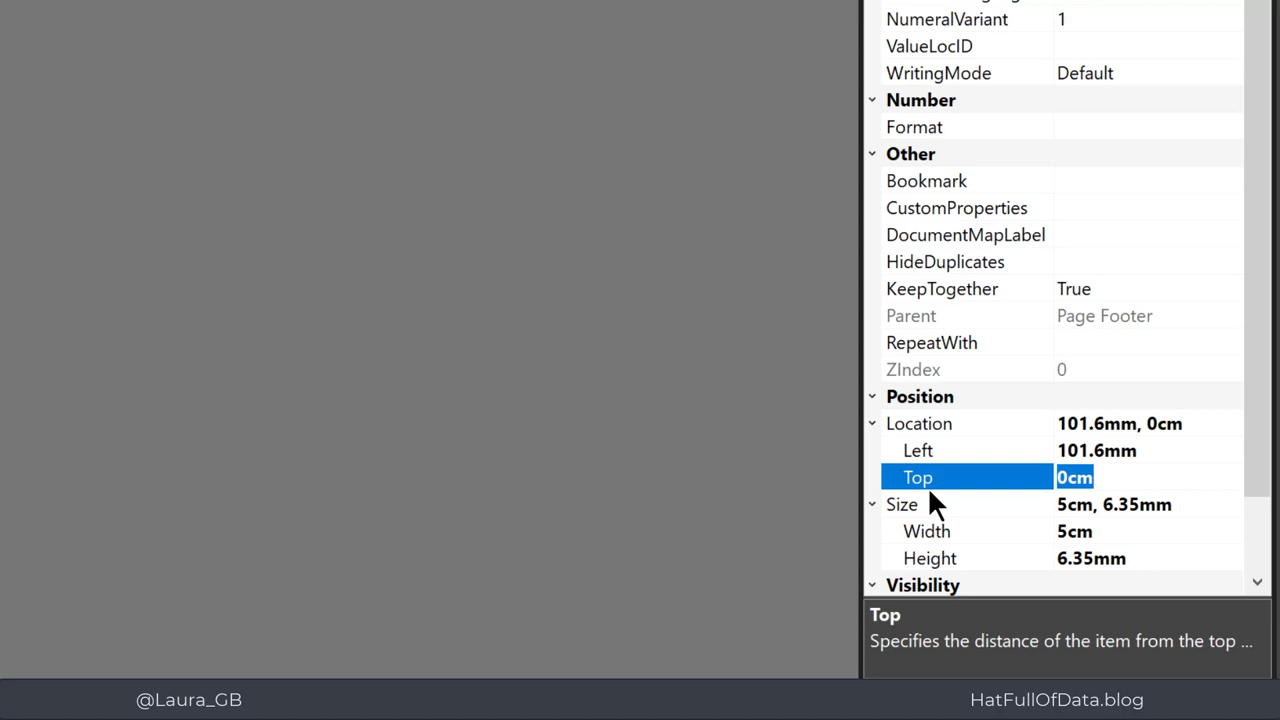 NumeralVariant 1
ValueLocID
WritingMode Default
Number
Format
Other
Bookmark
CustomProperties
DocumentMapLabel
HideDuplicates
KeepTogether True
Parent Page Footer
RepeatWith
ZIndex 0
Position
Location 101.6mm, 0cm
Left 101.6mm
Top 0cm
Size 5cm, 6.35mm
Width 5cm
Height 6.35mm
Visibility
Top
Specifies the distance of the item from the top ...
@Laura_GB HatFullOfData.blog